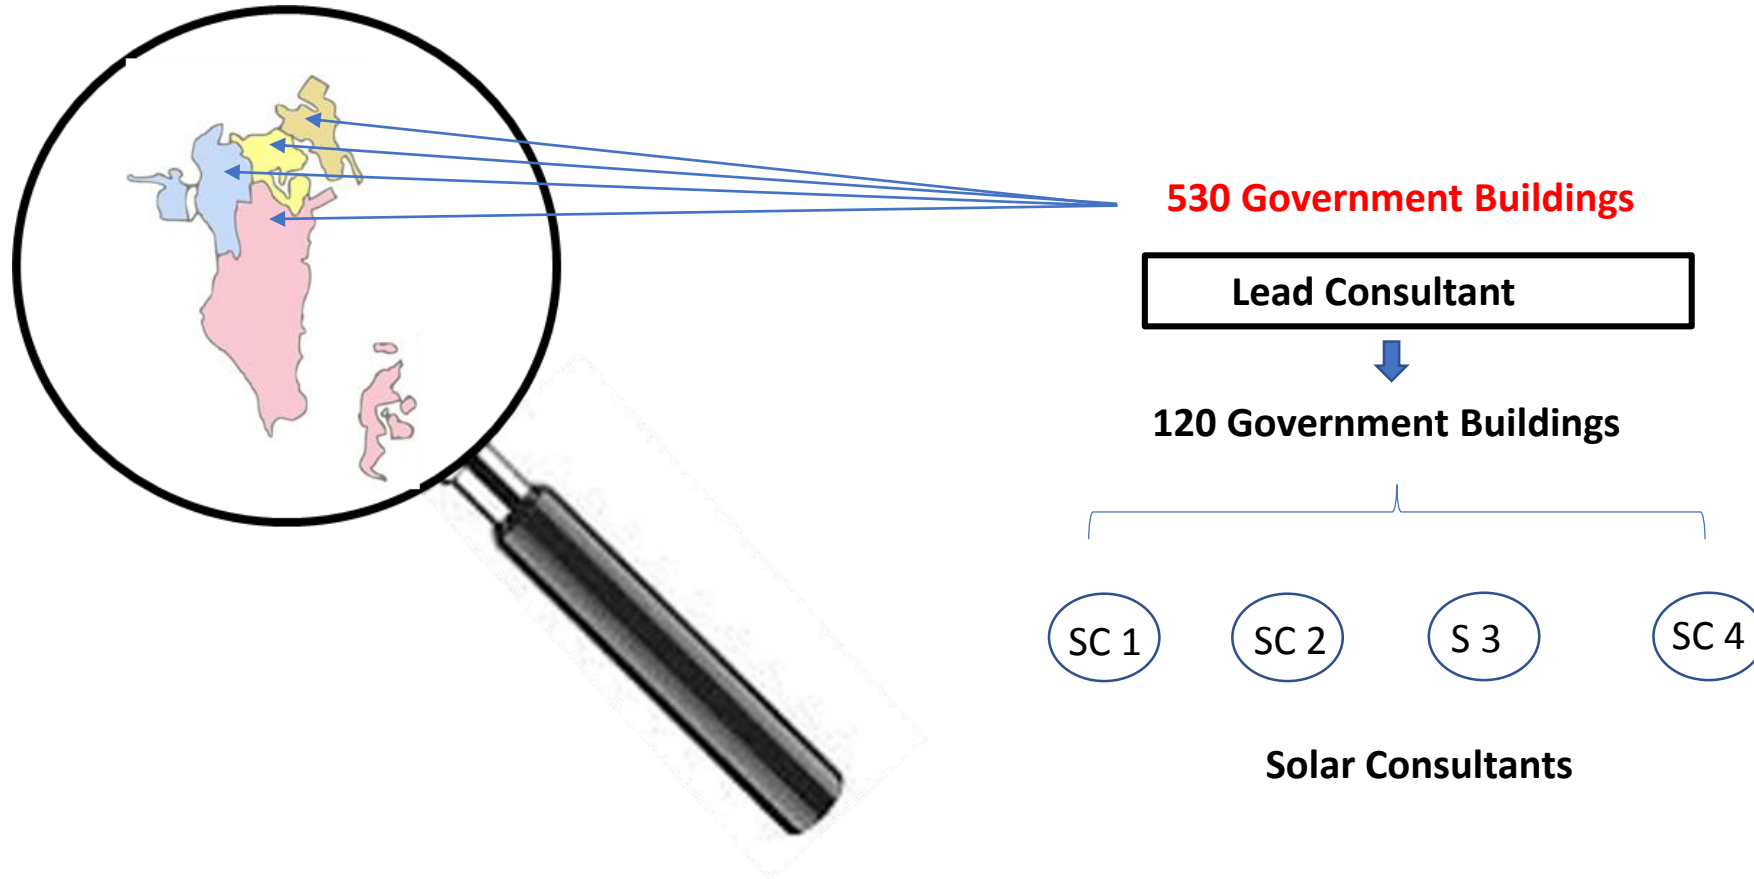 530 Government Buildings
Lead Consultant
120 Government Buildings
SC 1
SC 2
S 3
SC 4
Solar Consultants